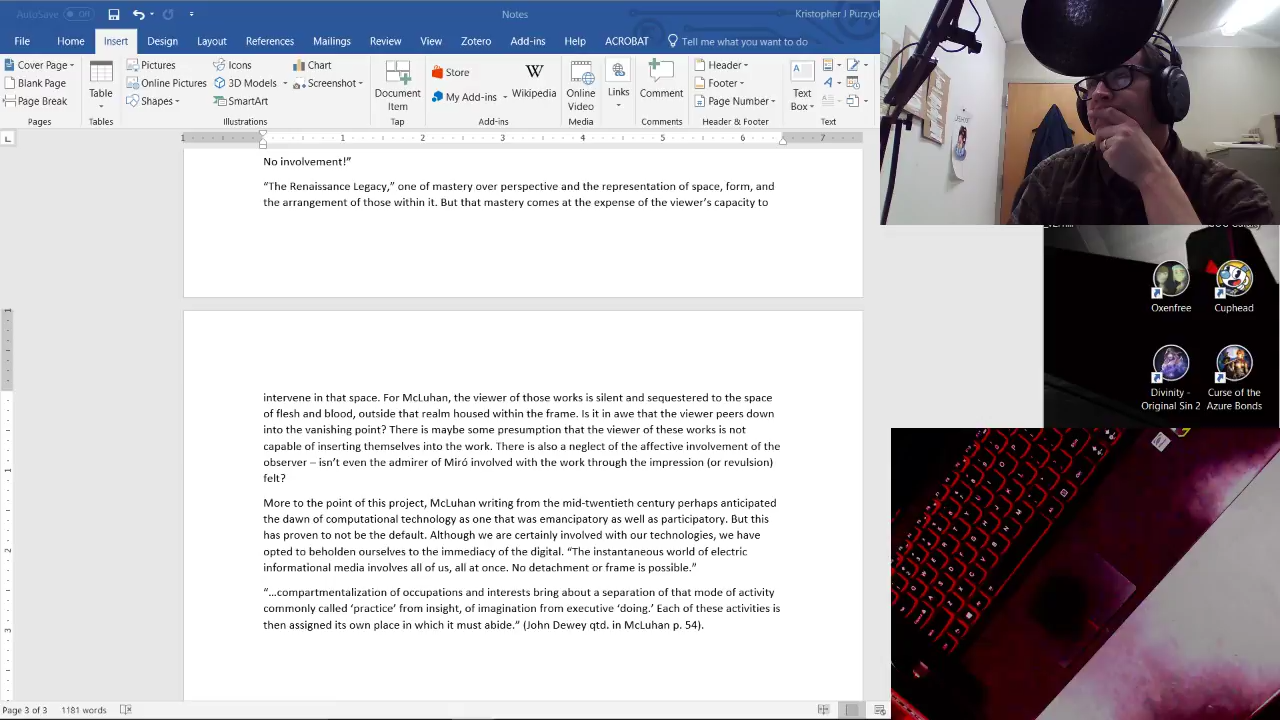 AutoSave Off Notes Kristopher J Purzyck
File Home Insert Design Layout References Mailings Review View Zotero Add-ins Help ACROBAT Tell me what you want to do
Cover Page
Blank Page
Page Break
Pages
Table
Tables
Pictures
Online Pictures
Shapes
Icons
3D Models
SmartArt
Chart
Screenshot
Illustrations
Document
Item
Tap
Store
My Add-ins
Wikipedia
Add-ins
Online
Video
Media
Links
Comment
Comments
Header
Footer
Page Number
Header & Footer
Text
Box
Text
1 1 2 3 4 5 6 7
No involvement!”
“The Renaissance Legacy,” one of mastery over perspective and the representation of space, form, and
the arrangement of those within it. But that mastery comes at the expense of the viewer’s capacity to
intervene in that space. For McLuhan, the viewer of those works is silent and sequestered to the space
of flesh and blood, outside that realm housed within the frame. Is it in awe that the viewer peers down
into the vanishing point? There is maybe some presumption that the viewer of these works is not
capable of inserting themselves into the work. There is also a neglect of the affective involvement of the
observer – isn’t even the admirer of Miró involved with the work through the impression (or revulsion)
felt?
More to the point of this project, McLuhan writing from the mid-twentieth century perhaps anticipated
the dawn of computational technology as one that was emancipatory as well as participatory. But this
has proven to not be the default. Although we are certainly involved with our technologies, we have
opted to beholden ourselves to the immediacy of the digital. “The instantaneous world of electric
informational media involves all of us, all at once. No detachment or frame is possible.”
“…compartmentalization of occupations and interests bring about a separation of that mode of activity
commonly called ‘practice’ from insight, of imagination from executive ‘doing.’ Each of these activities is
then assigned its own place in which it must abide.” (John Dewey qtd. in McLuhan p. 54).
Page 3 of 3 1181 words
Oxenfree
Cuphead
Divinity -
Original Sin 2
Curse of the
Azure Bonds